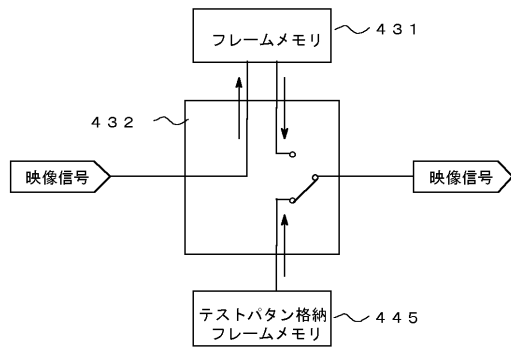 フレームメモリ
４３１
４３２
映像信号
映像信号
テストパタン格納
フレームメモリ
４４５